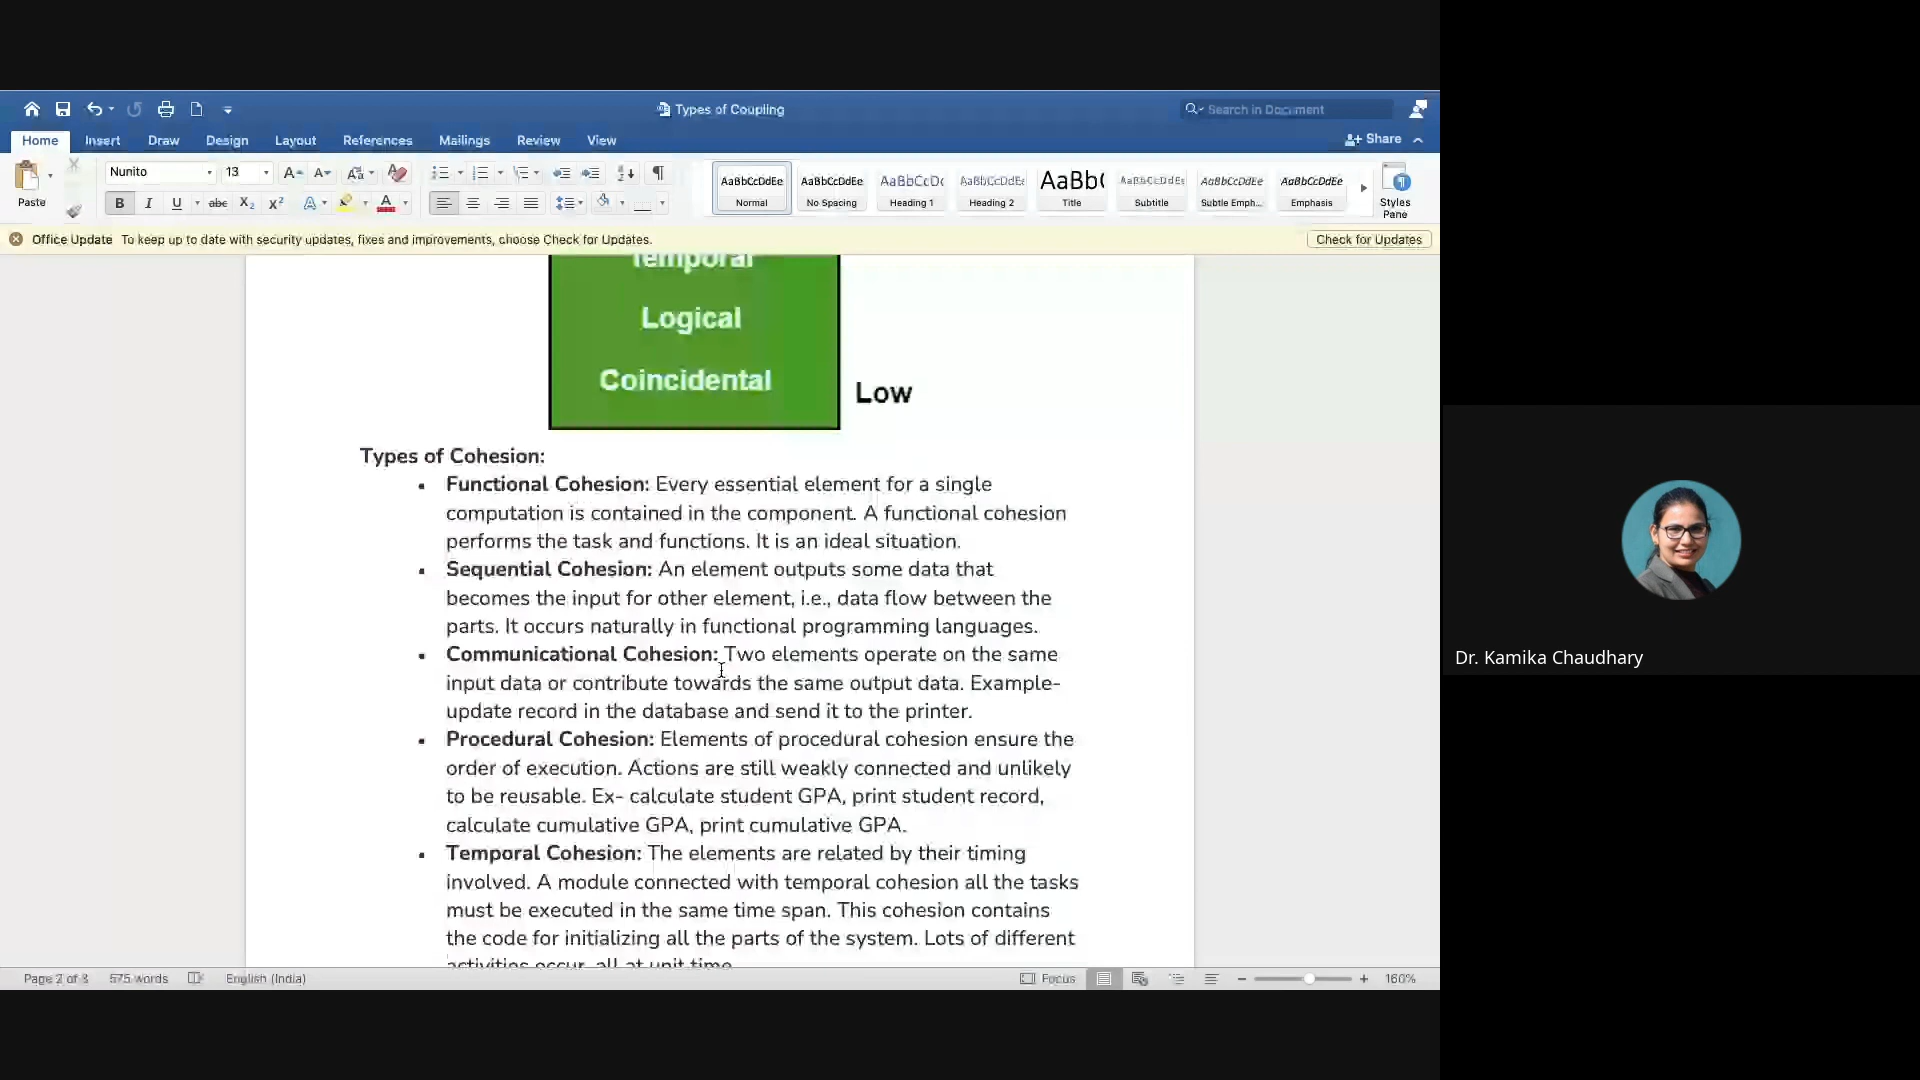 Types of Coupling
Search in Document
Home Insert Draw Design Layout References Mailings Review View
Share
Paste
Nunito 13
AaBbCcDdEe AaBbCcDdEe AaBbCcDc AaBbCcDdEe AaBb( AaBbCcDdEe AaBbCcDdEe AaBbCcDdEe
Normal No Spacing Heading 1 Heading 2 Title Subtitle Subtle Emph... Emphasis
Styles
Pane
Office Update To keep up to date with security updates, fixes and improvements, choose Check for Updates.
Check for Updates
Temporal
Logical
Coincidental
Low
Types of Cohesion:
Functional Cohesion: Every essential element for a single
computation is contained in the component. A functional cohesion
performs the task and functions. It is an ideal situation.
Sequential Cohesion: An element outputs some data that
becomes the input for other element, i.e., data flow between the
parts. It occurs naturally in functional programming languages.
Communicational Cohesion: Two elements operate on the same
input data or contribute towards the same output data. Example-
update record in the database and send it to the printer.
Procedural Cohesion: Elements of procedural cohesion ensure the
order of execution. Actions are still weakly connected and unlikely
to be reusable. Ex- calculate student GPA, print student record,
calculate cumulative GPA, print cumulative GPA.
Temporal Cohesion: The elements are related by their timing
involved. A module connected with temporal cohesion all the tasks
must be executed in the same time span. This cohesion contains
the code for initializing all the parts of the system. Lots of different
activities occur, all at unit time.
Page 2 of 3 575 words English (India)
Focus
160%
Dr. Kamika Chaudhary